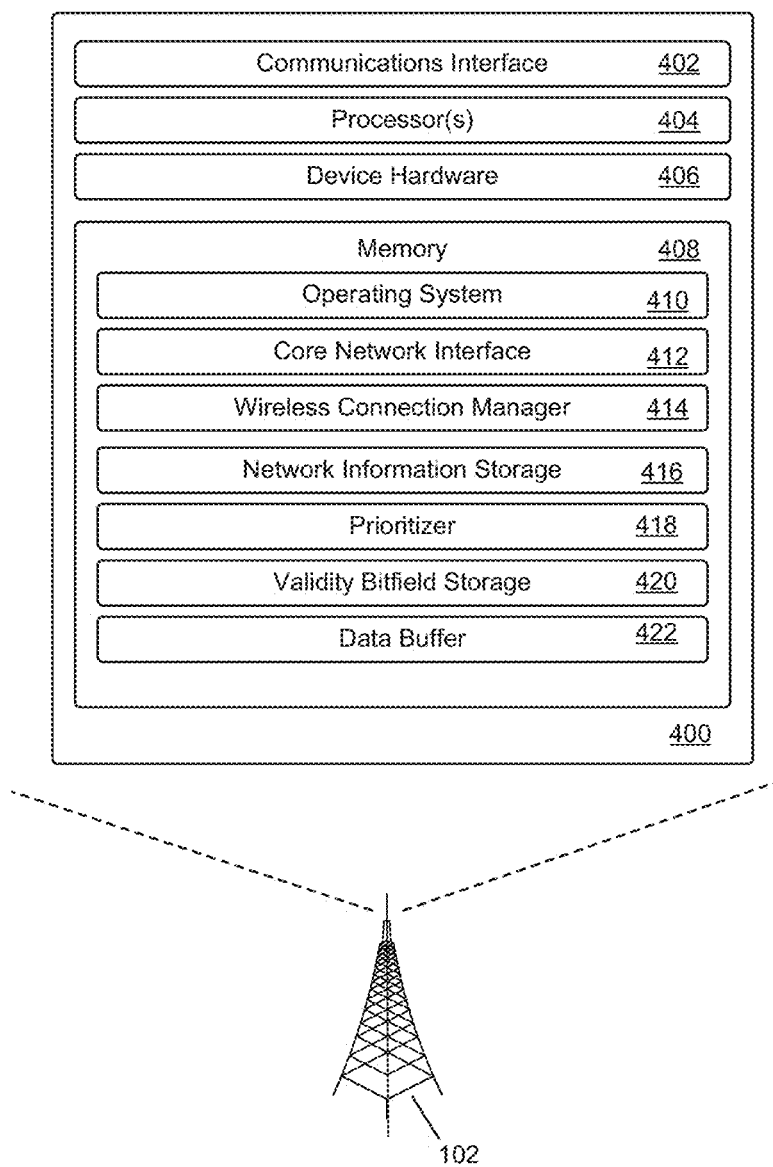 Communications Interface 402
Processor(s) 404
Device Hardware 406
Memory 408
Operating System 410
Core Network Interface 412
Wireless Connection Manager 414
Network Information Storage 416
Prioritizer 418
Validity Bitfield Storage 420
Data Buffer 422
400
102